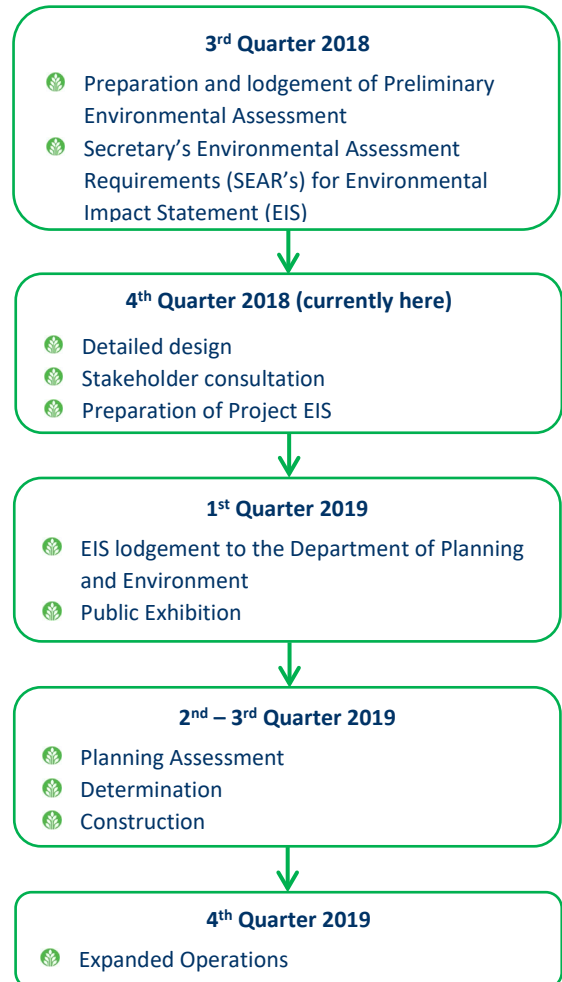 3rd Quarter 2018
Preparation and lodgement of Preliminary
Environmental Assessment
Secretary's Environmental Assessment
Requirements (SEAR's) for Environmental
Impact Statement (EIS)
4th Quarter 2018 (currently here)
Detailed design
Stakeholder consultation
Preparation of Project EIS
1st Quarter 2019
EIS lodgement to the Department of Planning
and Environment
Public Exhibition
2nd – 3rd Quarter 2019
Planning Assessment
Determination
Construction
4th Quarter 2019
Expanded Operations